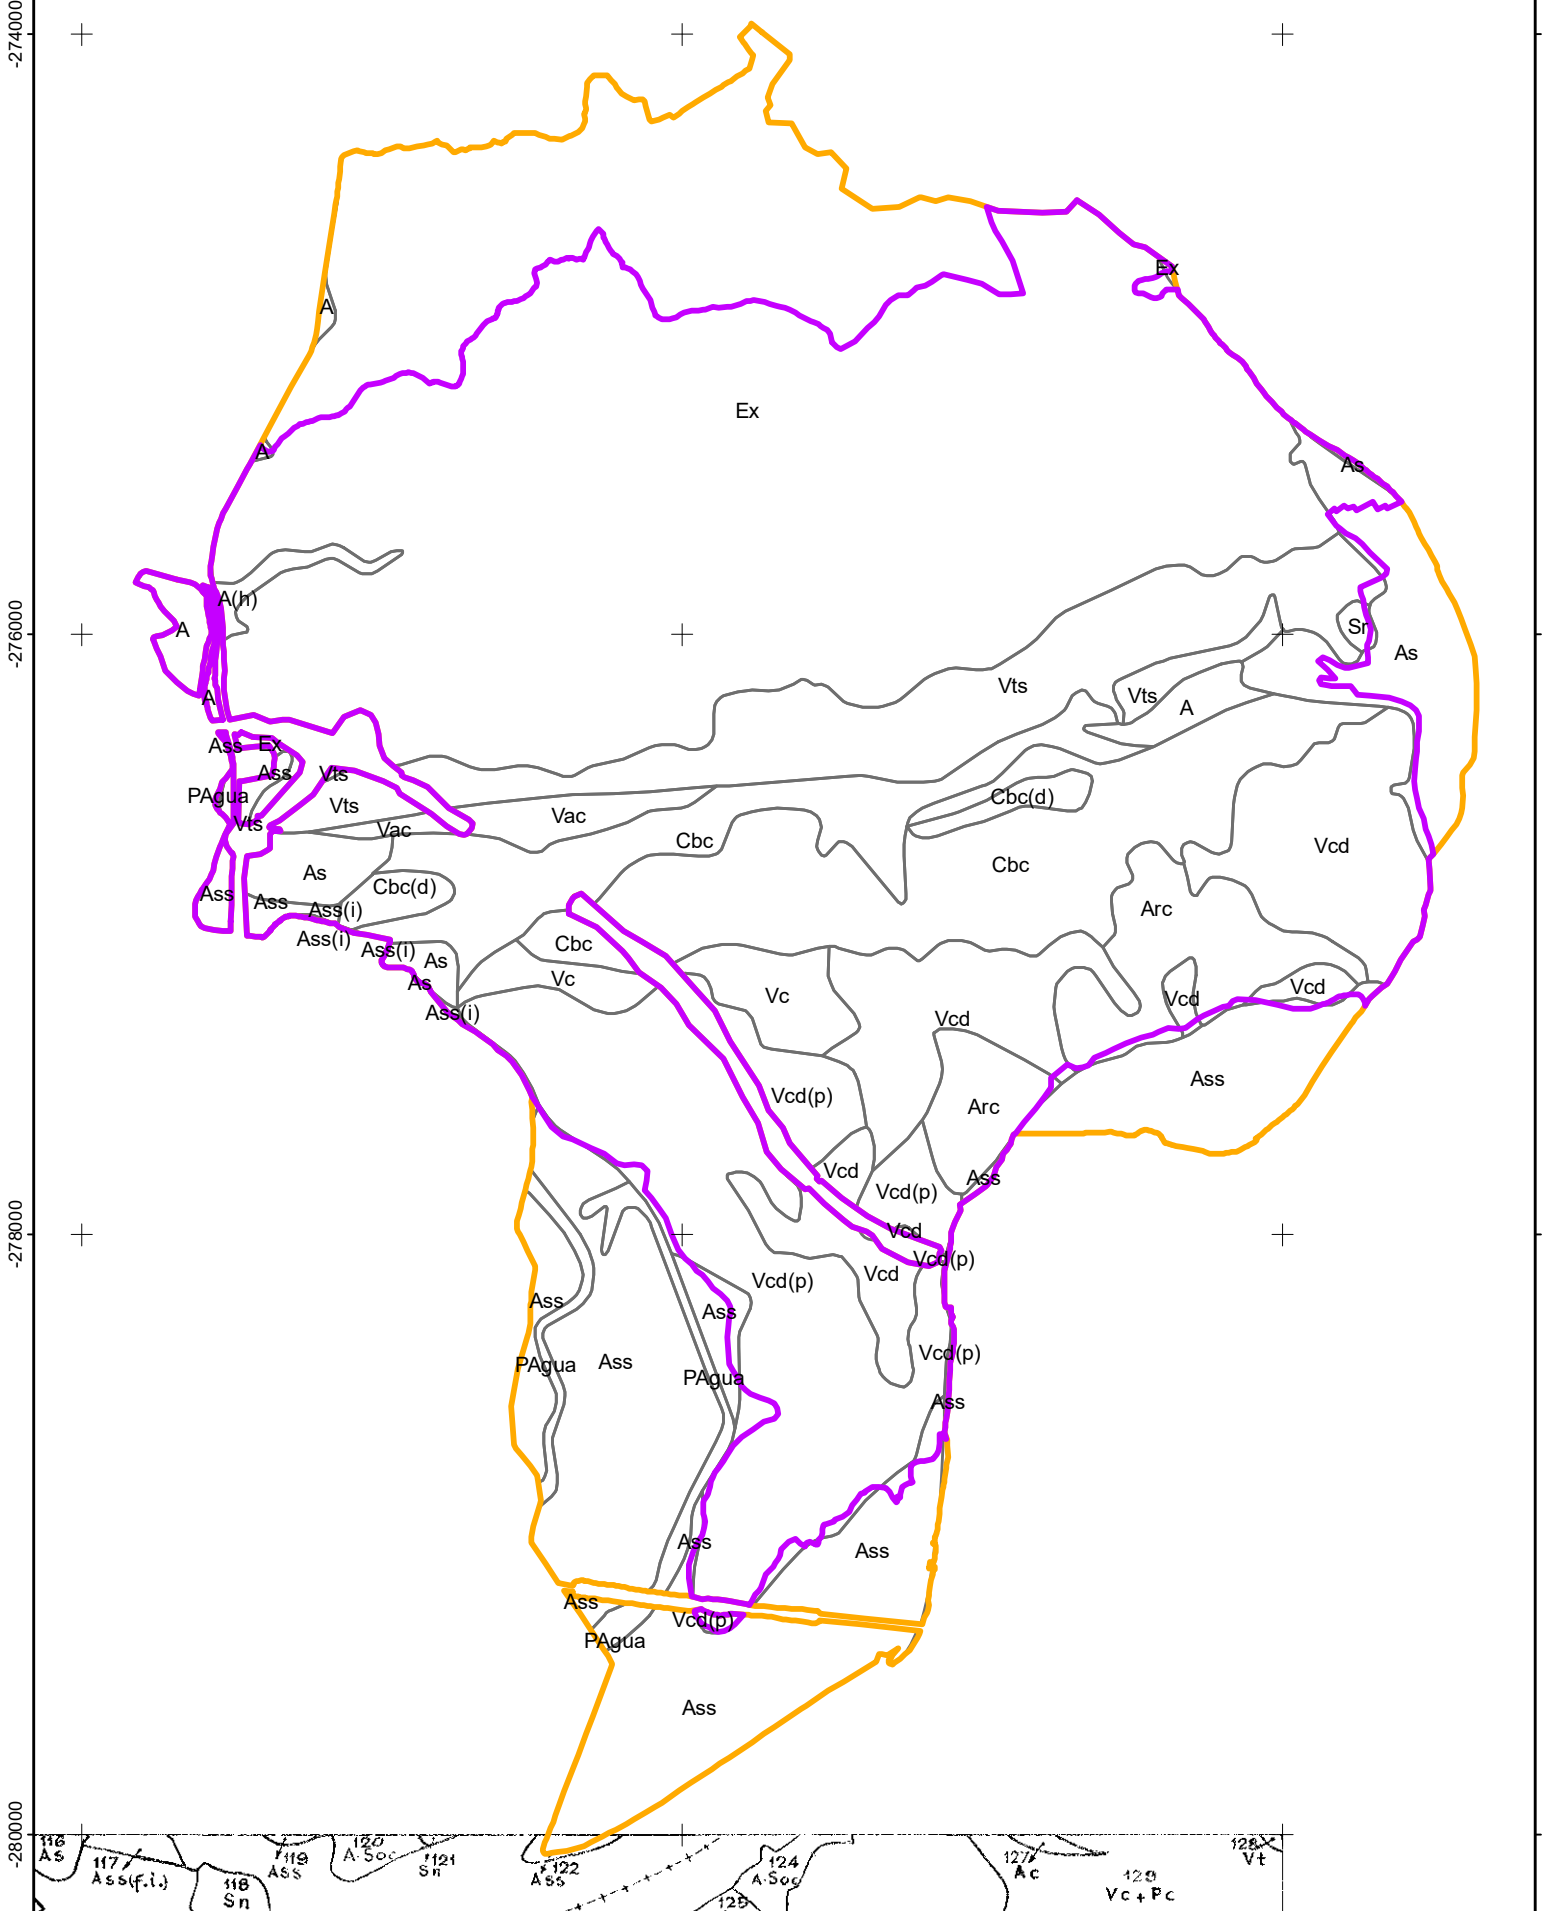 -274000
Ex
A
Ex
A
As
-276000
A(h)
A
Sr
As
Vts
Vts
A
A
Ass
Ex
Ass
Vts
PAgua
Vts
Cbc(d)
Vac
Vts
Vac
Cbc
Vcd
Cbc
As
Cbc(d)
Ass
Ass
Ass(i)
Arc
Ass(i)
Ass(i)
Cbc
As
As
Vc
Vcd
Vc
Vcd
Ass(i)
Vcd
Ass
Vcd(p)
Arc
Vcd
Ass
Vcd(p)
-278000
Vcd
Vcd(p)
Vcd
Vcd(p)
Ass
Ass
Vcd(p)
PAgua
Ass
PAgua
Ass
Ass
Ass
Ass
Vcd(p)
PAgua
Ass
-280000
116
As
117
Ass(f.i.)
118
Sn
119
Ass
120
A.Soc
121
Sn
122
Ass
124
A.Soc
125
127
Ac
128
Vt
129
Vc+Pc